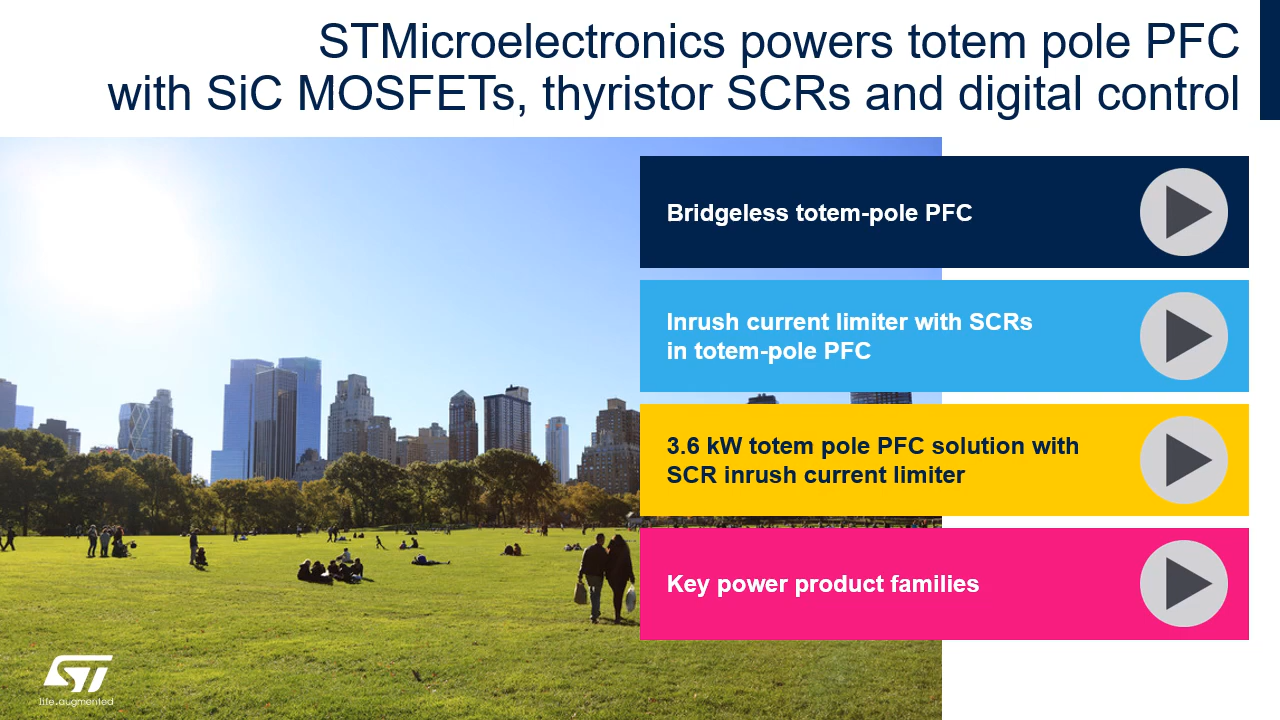 STMicroelectronics powers totem pole PFC
with SiC MOSFETs, thyristor SCRs and digital control
Bridgeless totem-pole PFC
Inrush current limiter with SCRs
in totem-pole PFC
3.6 kW totem pole PFC solution with
SCR inrush current limiter
Key power product families
ST
life.augmented